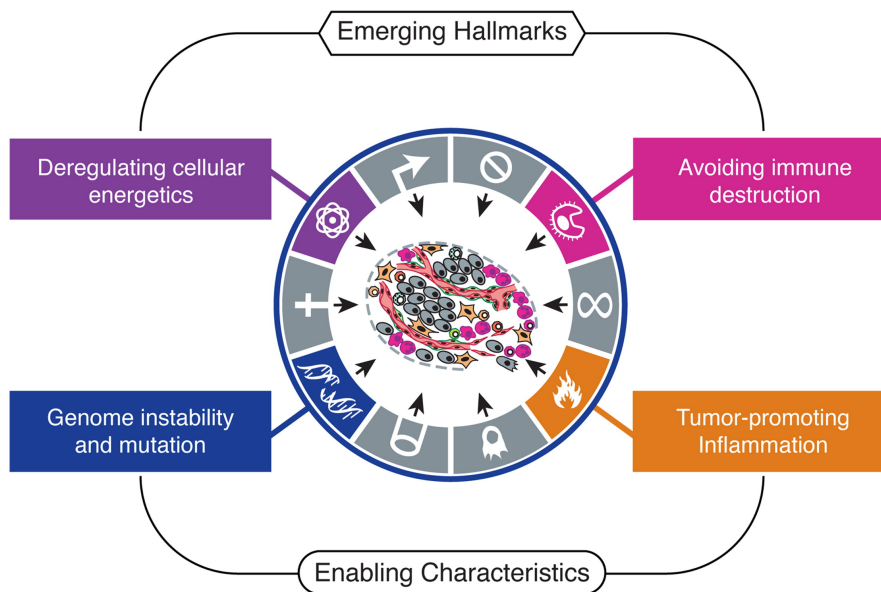 Emerging Hallmarks
Deregulating cellular
energetics
Avoiding immune
destruction
Genome instability
and mutation
Tumor-promoting
Inflammation
Enabling Characteristics